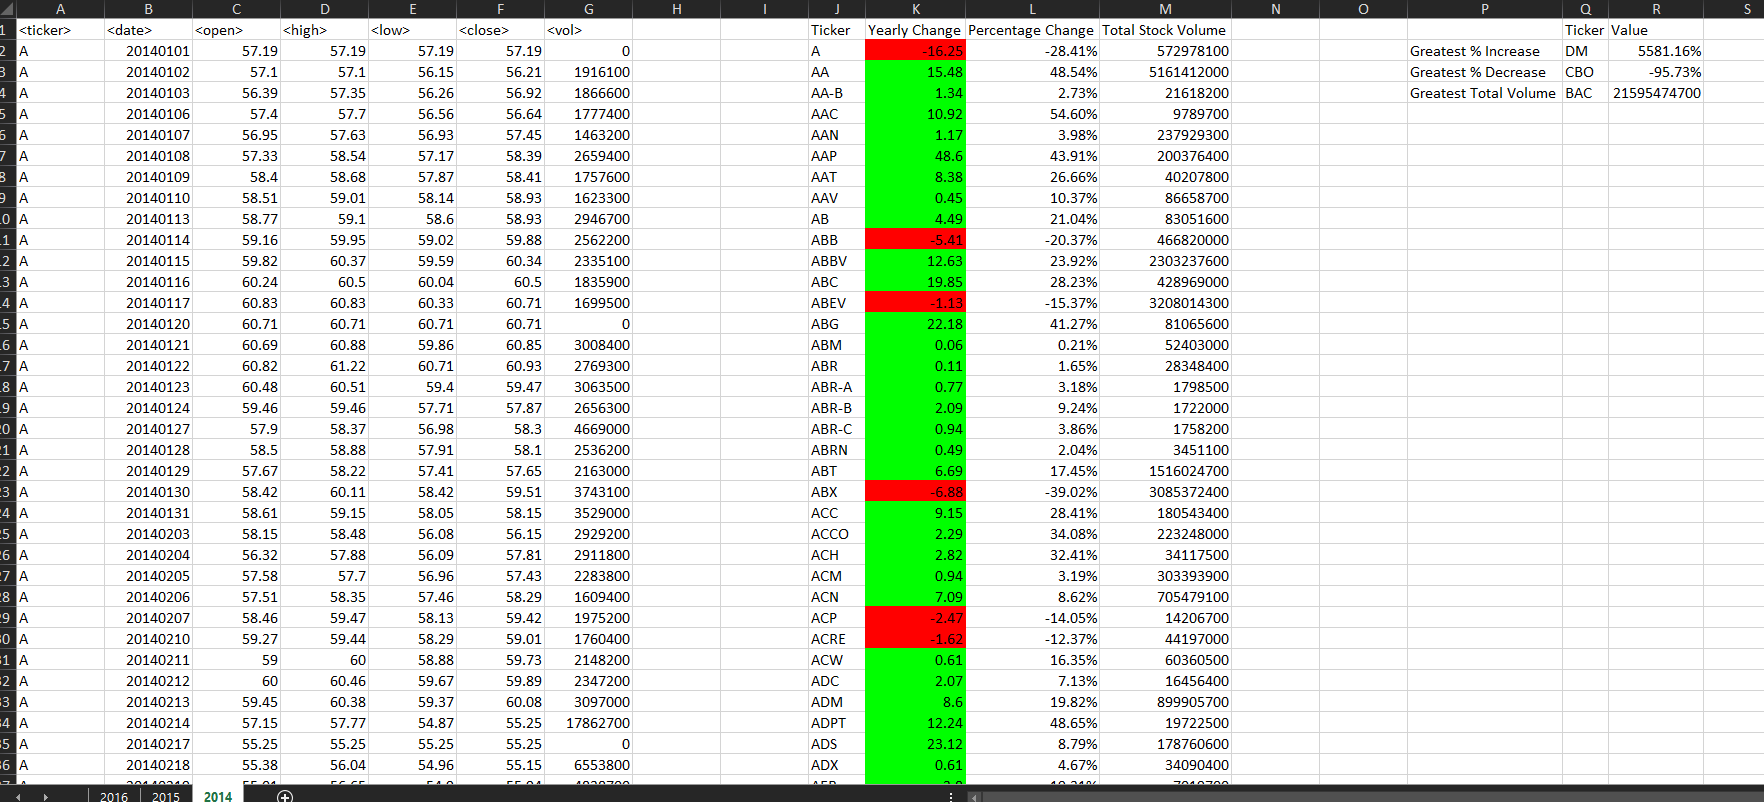 A B C D E F G H I J K L M N O P Q R S
1 <ticker> <date> <open> <high> <low> <close> <vol> Ticker Yearly Change Percentage Change Total Stock Volume Ticker Value
2 A 20140101 57.19 57.19 57.19 57.19 0 A -16.25 -28.41% 572978100 Greatest % Increase DM 5581.16%
3 A 20140102 57.1 57.1 56.15 56.21 1916100 AA 15.48 48.54% 5161412000 Greatest % Decrease CBO -95.73%
4 A 20140103 56.39 57.35 56.26 56.92 1866600 AA-B 1.34 2.73% 21618200 Greatest Total Volume BAC 21595474700
5 A 20140106 57.4 57.7 56.56 56.64 1777400 AAC 10.92 54.60% 9789700
6 A 20140107 56.95 57.63 56.93 57.45 1463200 AAN 1.17 3.98% 237929300
7 A 20140108 57.33 58.54 57.17 58.39 2659400 AAP 48.6 43.91% 200376400
8 A 20140109 58.4 58.68 57.87 58.41 1757600 AAT 8.38 26.66% 40207800
9 A 20140110 58.51 59.01 58.14 58.93 1623300 AAV 0.45 10.37% 86658700
0 A 20140113 58.77 59.1 58.6 58.93 2946700 AB 4.49 21.04% 83051600
1 A 20140114 59.16 59.95 59.02 59.88 2562200 ABB -5.41 -20.37% 466820000
2 A 20140115 59.82 60.37 59.59 60.34 2335100 ABBV 12.63 23.92% 2303237600
3 A 20140116 60.24 60.5 60.04 60.5 1835900 ABC 19.85 28.23% 428969000
4 A 20140117 60.83 60.83 60.33 60.71 1699500 ABEV -1.13 -15.37% 3208014300
5 A 20140120 60.71 60.71 60.71 60.71 0 ABG 22.18 41.27% 81065600
6 A 20140121 60.69 60.88 59.86 60.85 3008400 ABM 0.06 0.21% 52403000
7 A 20140122 60.82 61.22 60.71 60.93 2769300 ABR 0.11 1.65% 28348400
8 A 20140123 60.48 60.51 59.4 59.47 3063500 ABR-A 0.77 3.18% 1798500
9 A 20140124 59.46 59.46 57.71 57.87 2656300 ABR-B 2.09 9.24% 1722000
0 A 20140127 57.9 58.37 56.98 58.3 4669000 ABR-C 0.94 3.86% 1758200
1 A 20140128 58.5 58.88 57.91 58.1 2536200 ABRN 0.49 2.04% 3451100
2 A 20140129 57.67 58.22 57.41 57.65 2163000 ABT 6.69 17.45% 1516024700
3 A 20140130 58.42 60.11 58.42 59.51 3743100 ABX -6.88 -39.02% 3085372400
4 A 20140131 58.61 59.15 58.05 58.15 3529000 ACC 9.15 28.41% 180543400
5 A 20140203 58.15 58.48 56.08 56.15 2929200 ACCO 2.29 34.08% 223248000
6 A 20140204 56.32 57.88 56.09 57.81 2911800 ACH 2.82 32.41% 34117500
7 A 20140205 57.58 57.7 56.96 57.43 2283800 ACM 0.94 3.19% 303393900
8 A 20140206 57.51 58.35 57.46 58.29 1609400 ACN 7.09 8.62% 705479100
9 A 20140207 58.46 59.47 58.13 59.42 1975200 ACP -2.47 -14.05% 14206700
0 A 20140210 59.27 59.44 58.29 59.01 1760400 ACRE -1.62 -12.37% 44197000
1 A 20140211 59 60 58.88 59.73 2148200 ACW 0.61 16.35% 60360500
2 A 20140212 60 60.46 59.67 59.89 2347200 ADC 2.07 7.13% 16456400
3 A 20140213 59.45 60.38 59.37 60.08 3097000 ADM 8.6 19.82% 899905700
4 A 20140214 57.15 57.77 54.87 55.25 17862700 ADPT 12.24 48.65% 19722500
5 A 20140217 55.25 55.25 55.25 55.25 0 ADS 23.12 8.79% 178760600
6 A 20140218 55.38 56.04 54.96 55.15 6553800 ADX 0.61 4.67% 34090400
2016 2015 2014